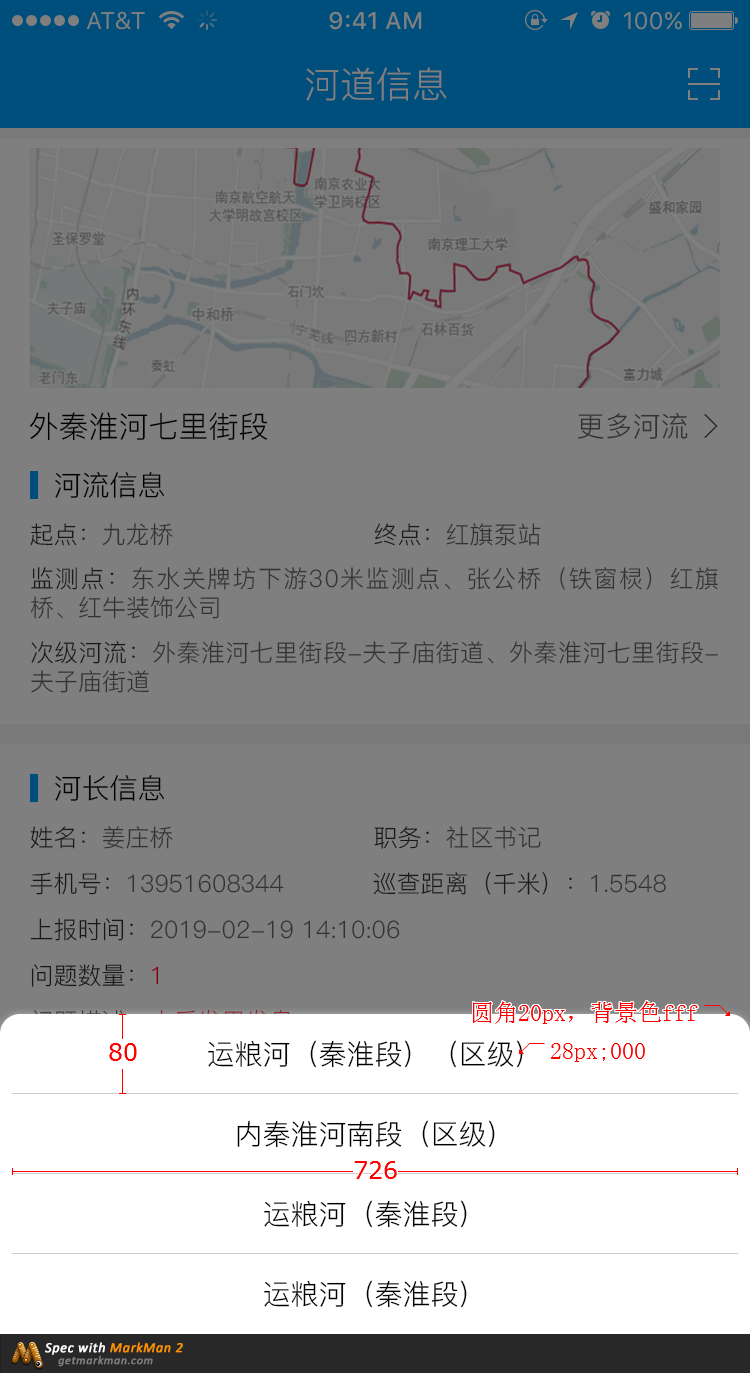 AT&T 9:41 AM 100%
河道信息
南京航空航天
大学明故宫校区
南京农业大
学卫岗校区
盛和家园
圣保罗堂
南京理工大学
石门坎
内环东线
夫子庙
中和桥
宁芜线
四方新村
石林百货
秦虹
老门东
富力城
外秦淮河七里街段
更多河流
河流信息
起点：九龙桥
终点：红旗泵站
监测点：东水关牌坊下游30米监测点、张公桥（铁窗棂）红旗
桥、红牛装饰公司
次级河流：外秦淮河七里街段-夫子庙街道、外秦淮河七里街段-
夫子庙街道
河长信息
姓名：姜庄桥
职务：社区书记
手机号：13951608344
巡查距离（千米）：1.5548
上报时间：2019-02-19 14:10:06
问题数量：1
圆角20px，背景色fff
80
运粮河（秦淮段）（区级）
28px;000
内秦淮河南段（区级）
726
运粮河（秦淮段）
运粮河（秦淮段）
Spec with MarkMan 2
getmarkman.com